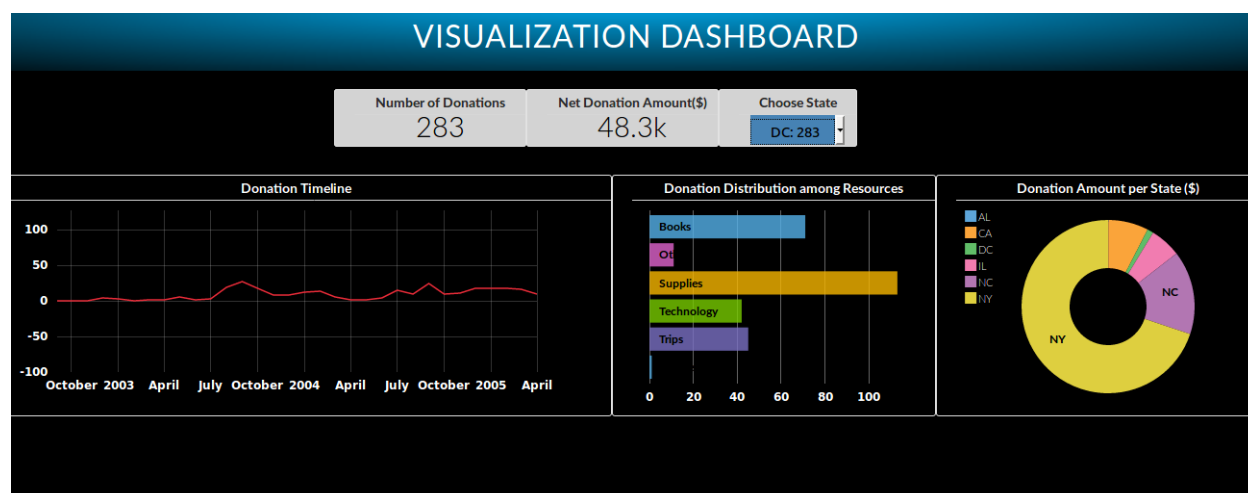 VISUALIZATION DASHBOARD
Number of Donations
283
Net Donation Amount($)
48.3k
Choose State
DC: 283
Donation Timeline
100
50
0
-50
-100
October 2003 April July October 2004 April July October 2005 April
Donation Distribution among Resources
Books
Ot
Supplies
Technology
Trips
0 20 40 60 80 100
Donation Amount per State ($)
AL
CA
DC
IL
NC
NY
NC
NY